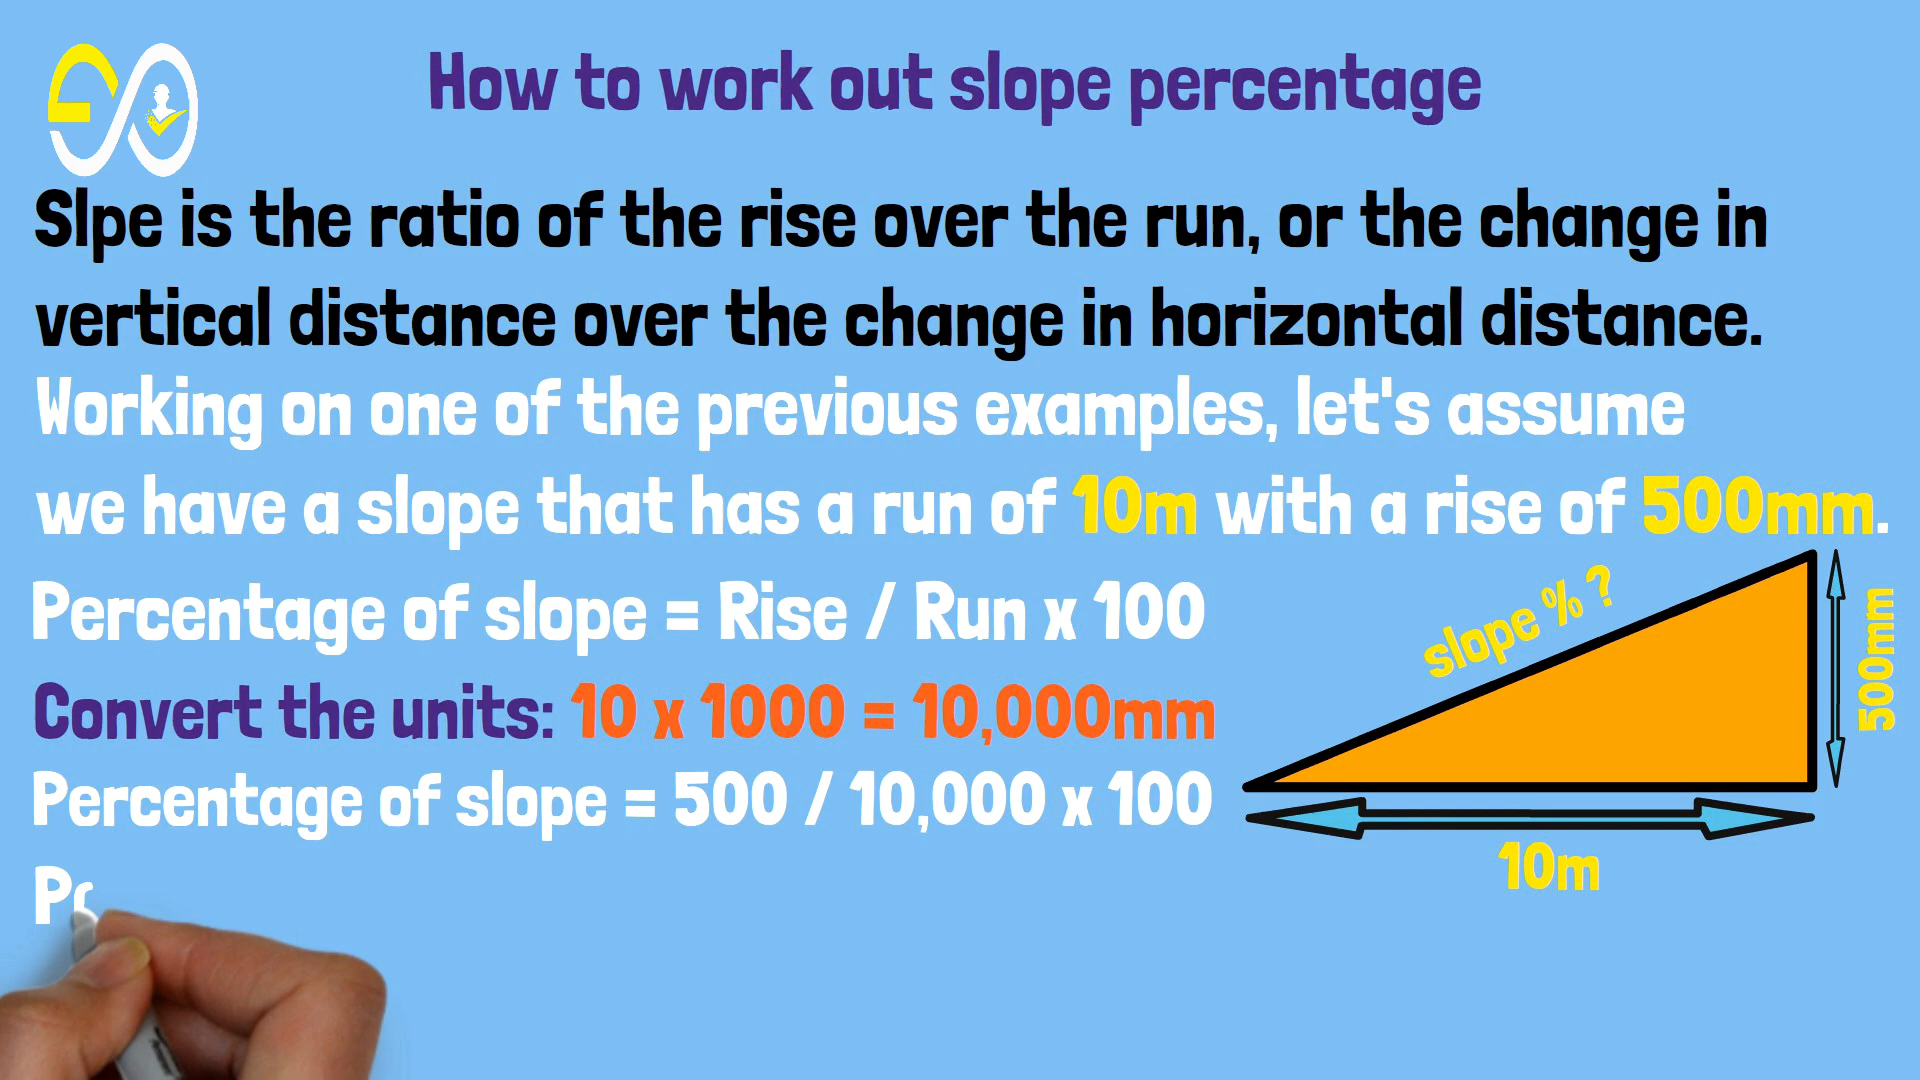 How to work out slope percentage
Slpe is the ratio of the rise over the run, or the change in
vertical distance over the change in horizontal distance.
Working on one of the previous examples, let's assume
we have a slope that has a run of 10m with a rise of 500mm.
Percentage of slope = Rise / Run x 100
Convert the units: 10 x 1000 = 10,000mm
Percentage of slope = 500 / 10,000 x 100
P
slope % ?
500mm
10m